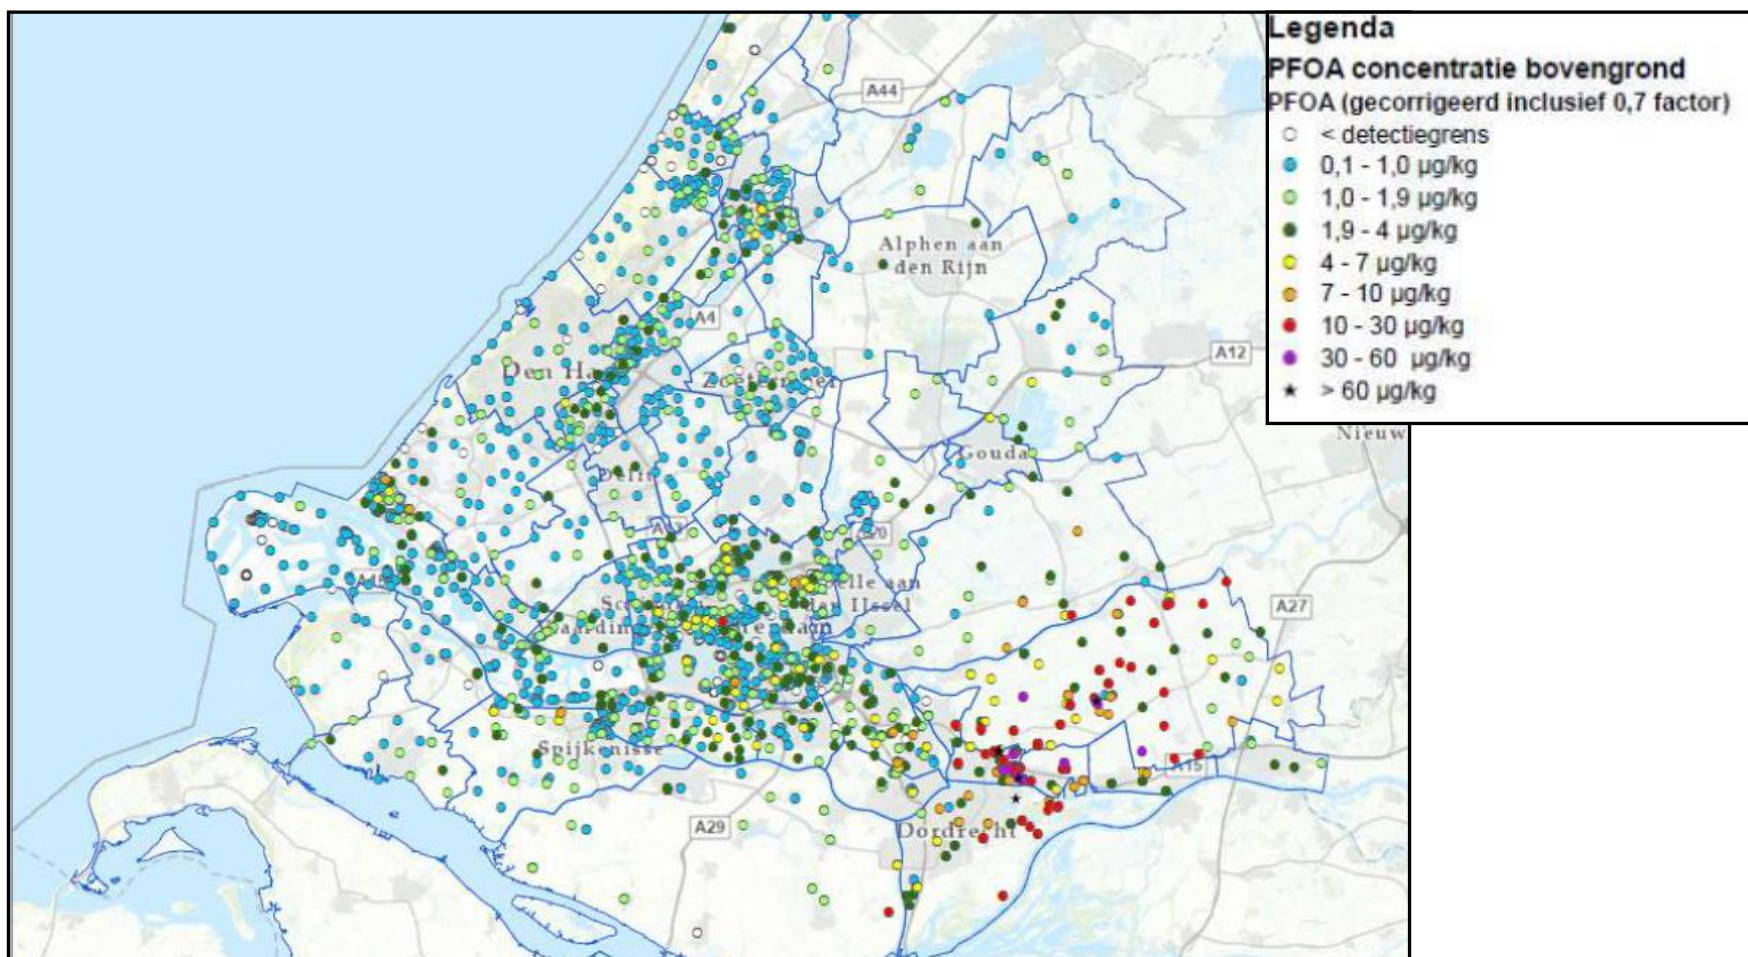 Legenda
PFOA concentratie bovengrond
PFOA (gecorrigeerd inclusief 0,7 factor)
< detectiegrens
0,1 - 1,0 µg/kg
1,0 - 1,9 µg/kg
1,9 - 4 µg/kg
4 - 7 µg/kg
7 - 10 µg/kg
10 - 30 µg/kg
30 - 60 µg/kg
> 60 µg/kg
A44
Alphen aan
den Rijn
A4
A12
Den Ha
Nieuw
Gouda
Delft
A15
A27
Spijkenisse
A15
A29
Dordrecht